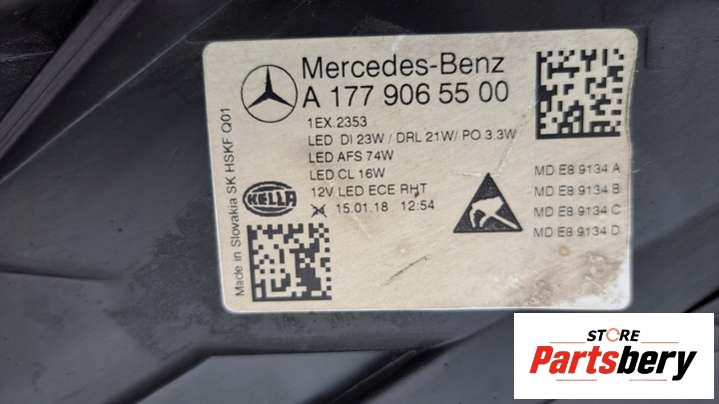 Mercedes-Benz
A 177 906 55 00
1EX.2353
LED DI 23W / DRL 21W/ PO 3.3W
LED AFS 74W
LED CL 16W
12V LED ECE RHT
15.01.18 12:54
HELLA
Made in Slovakia SK HSKF Q01
MD E8 9134 A
MD E8 9134 B
MD E8 9134 C
MD E8 9134 D
STORE
Partsbery